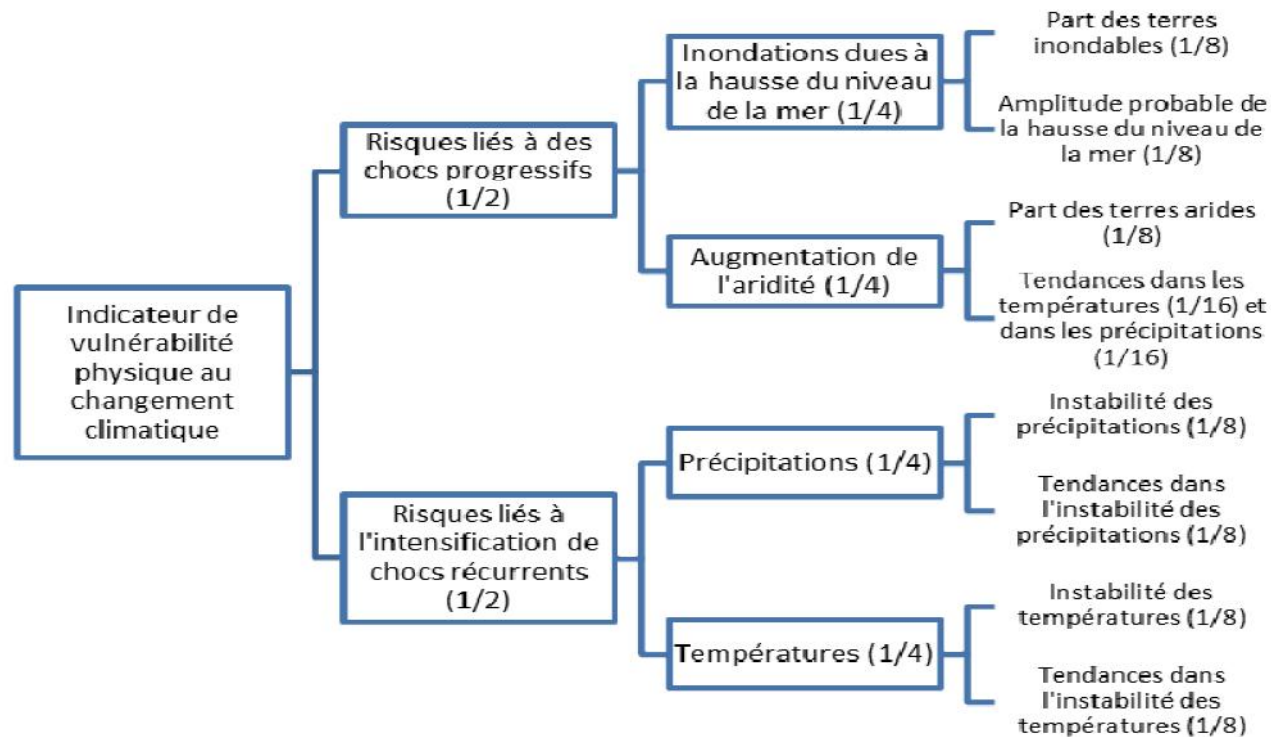 Indicateur de
vulnérabilité
physique au
changement
climatique
Risques liés à des
chocs progressifs
(1/2)
Inondations dues à
la hausse du niveau
de la mer (1/4)
Part des terres
inondables (1/8)
Amplitude probable de
la hausse du niveau de
la mer (1/8)
Augmentation de
l'aridité (1/4)
Part des terres arides
(1/8)
Tendances dans les
températures (1/16) et
dans les précipitations
(1/16)
Risques liés à
l'intensification de
chocs récurrents
(1/2)
Précipitations (1/4)
Instabilité des
précipitations (1/8)
Tendances dans
l'instabilité des
précipitations (1/8)
Températures (1/4)
Instabilité des
températures (1/8)
Tendances dans
l'instabilité des
températures (1/8)